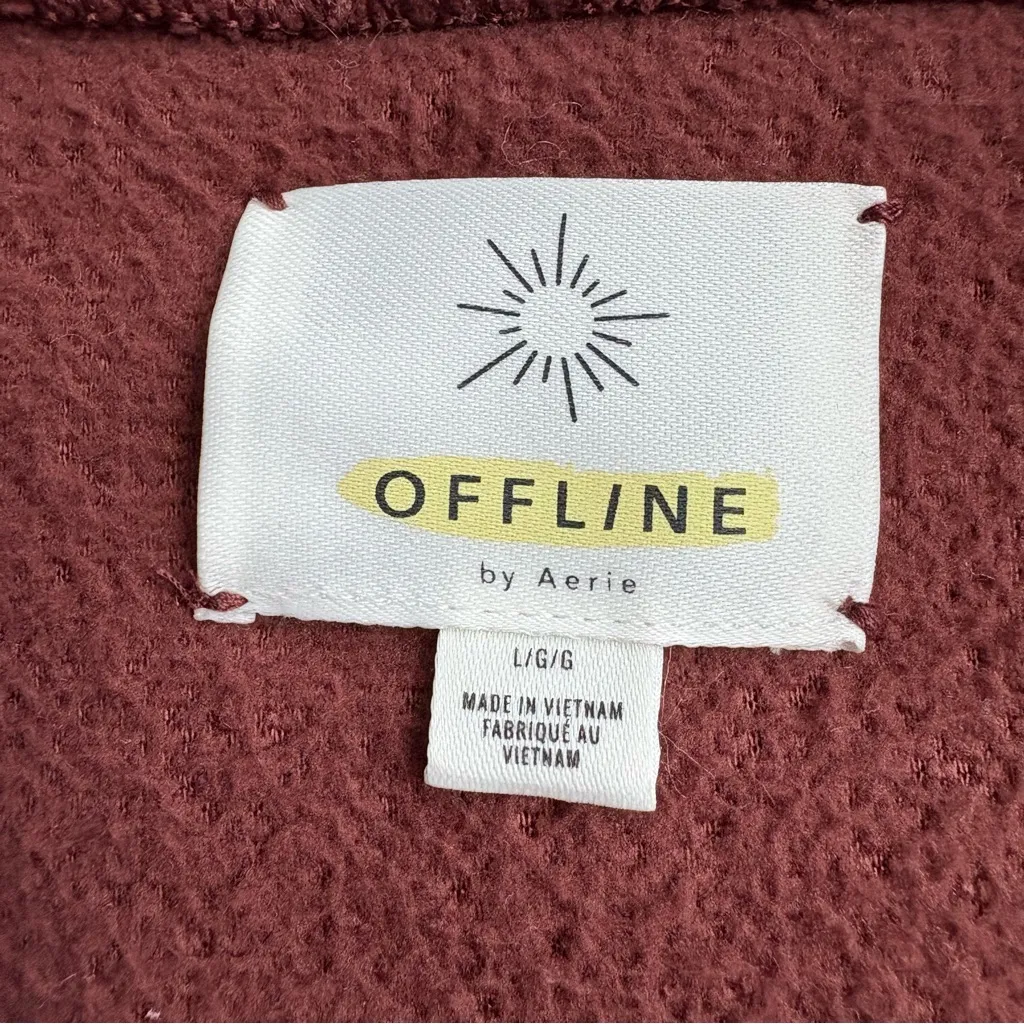 OFFLINE
by Aerie
L/G/G
MADE IN VIETNAM
FABRIQUÉ AU
VIETNAM